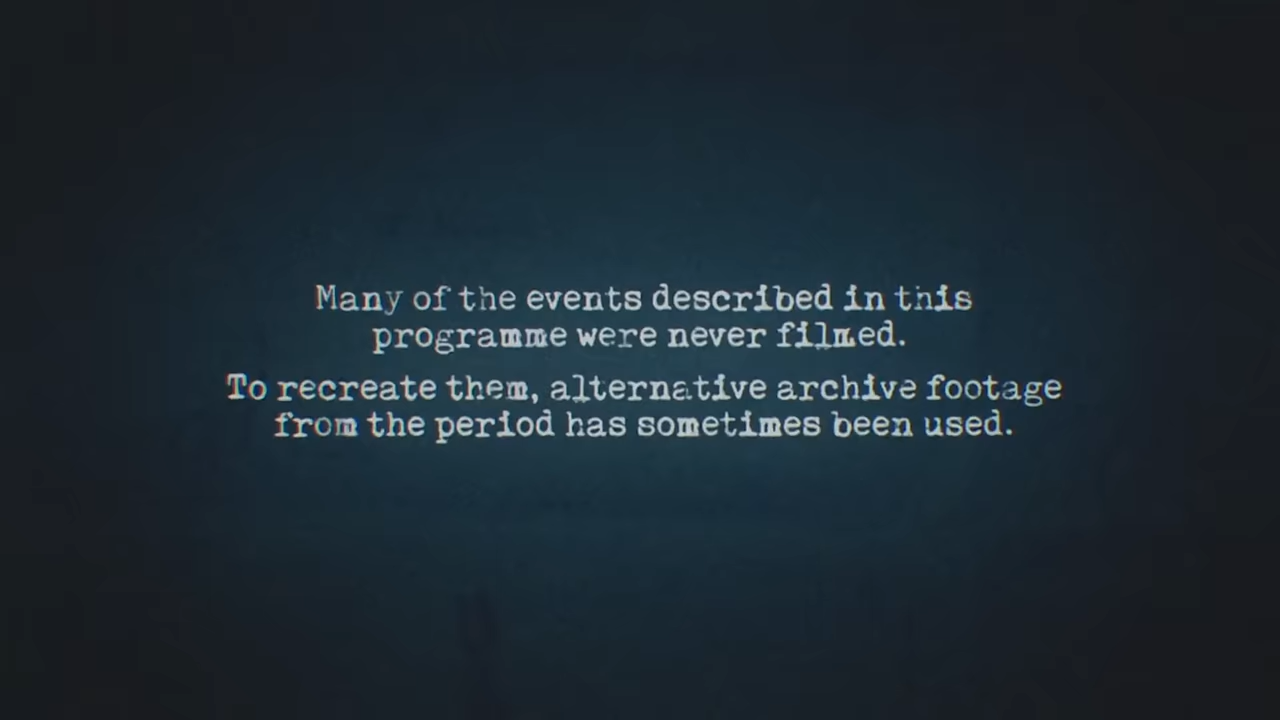 Many of the events described in this
programme were never filmed.
To recreate them, alternative archive footage
from the period has sometimes been used.